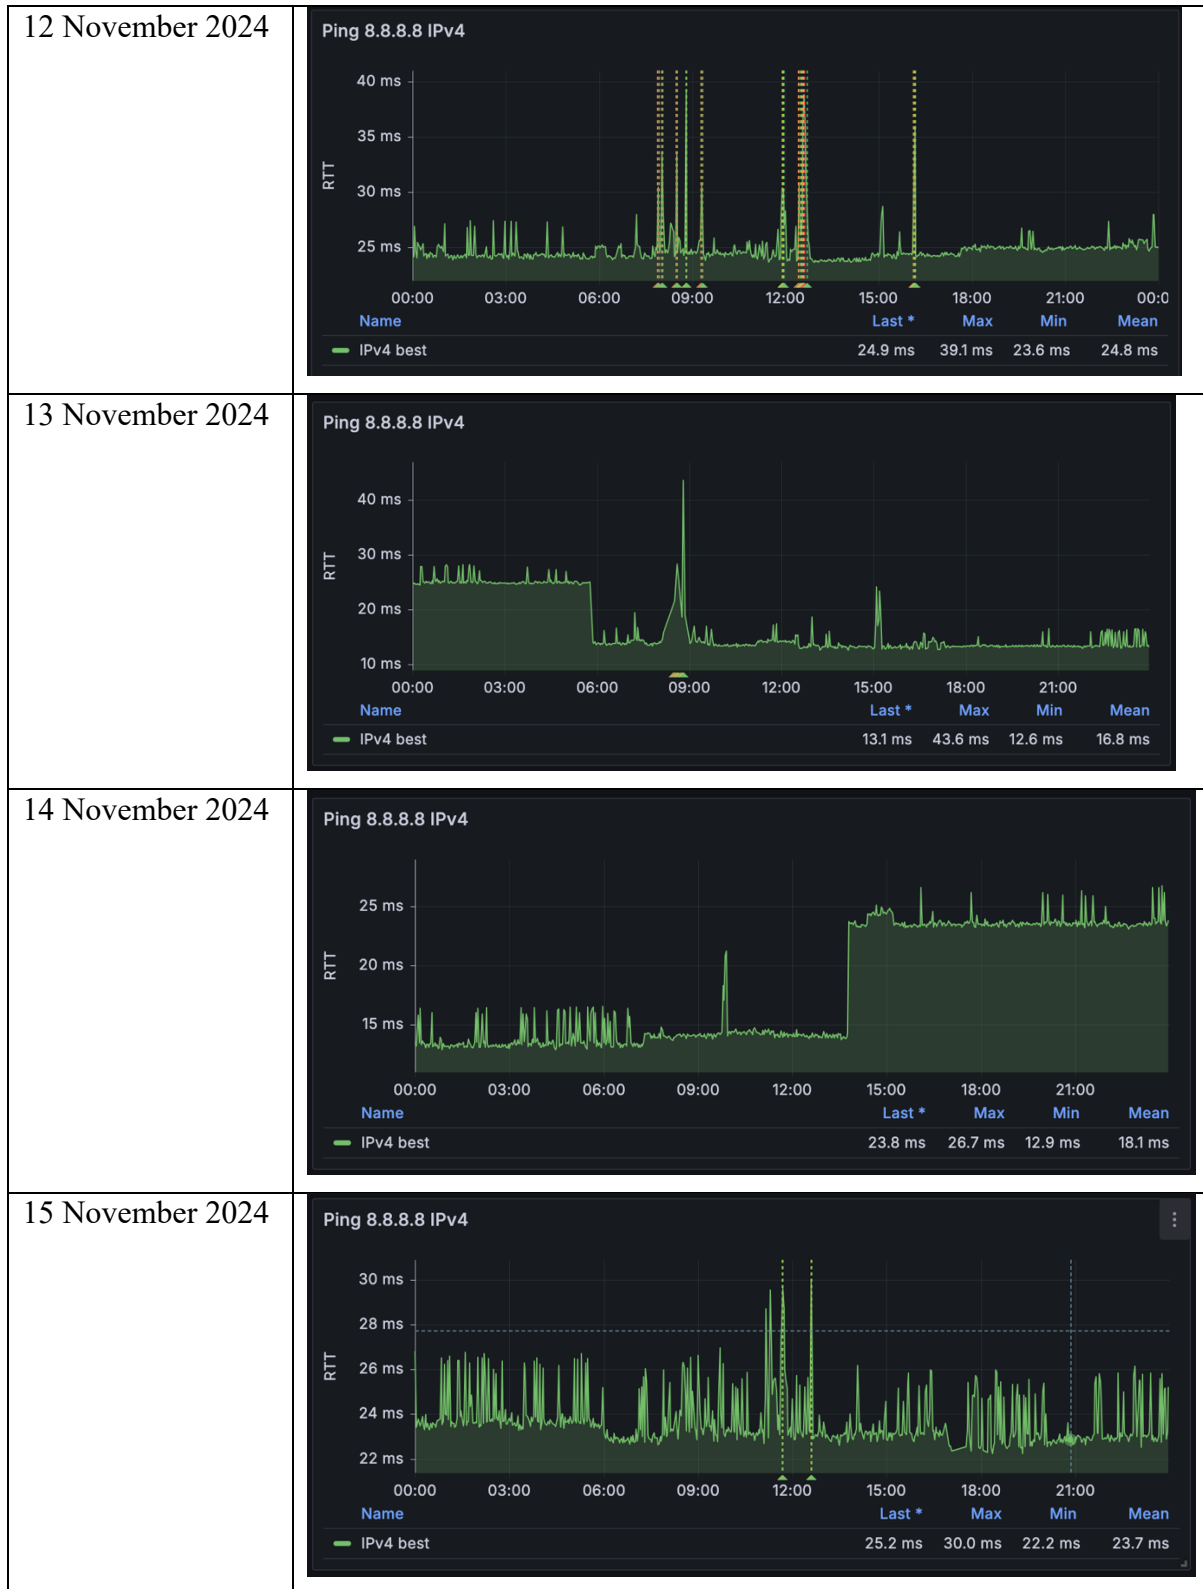 12 November 2024
Ping 8.8.8.8 IPv4
40 ms
35 ms
30 ms
25 ms
RTT
00:00 03:00 06:00 09:00 12:00 15:00 18:00 21:00 00:0
Name Last * Max Min Mean
IPv4 best 24.9 ms 39.1 ms 23.6 ms 24.8 ms
13 November 2024
Ping 8.8.8.8 IPv4
40 ms
30 ms
20 ms
10 ms
RTT
00:00 03:00 06:00 09:00 12:00 15:00 18:00 21:00
Name Last * Max Min Mean
IPv4 best 13.1 ms 43.6 ms 12.6 ms 16.8 ms
14 November 2024
Ping 8.8.8.8 IPv4
25 ms
20 ms
15 ms
RTT
00:00 03:00 06:00 09:00 12:00 15:00 18:00 21:00
Name Last * Max Min Mean
IPv4 best 23.8 ms 26.7 ms 12.9 ms 18.1 ms
15 November 2024
Ping 8.8.8.8 IPv4
30 ms
28 ms
26 ms
24 ms
22 ms
RTT
00:00 03:00 06:00 09:00 12:00 15:00 18:00 21:00
Name Last * Max Min Mean
IPv4 best 25.2 ms 30.0 ms 22.2 ms 23.7 ms